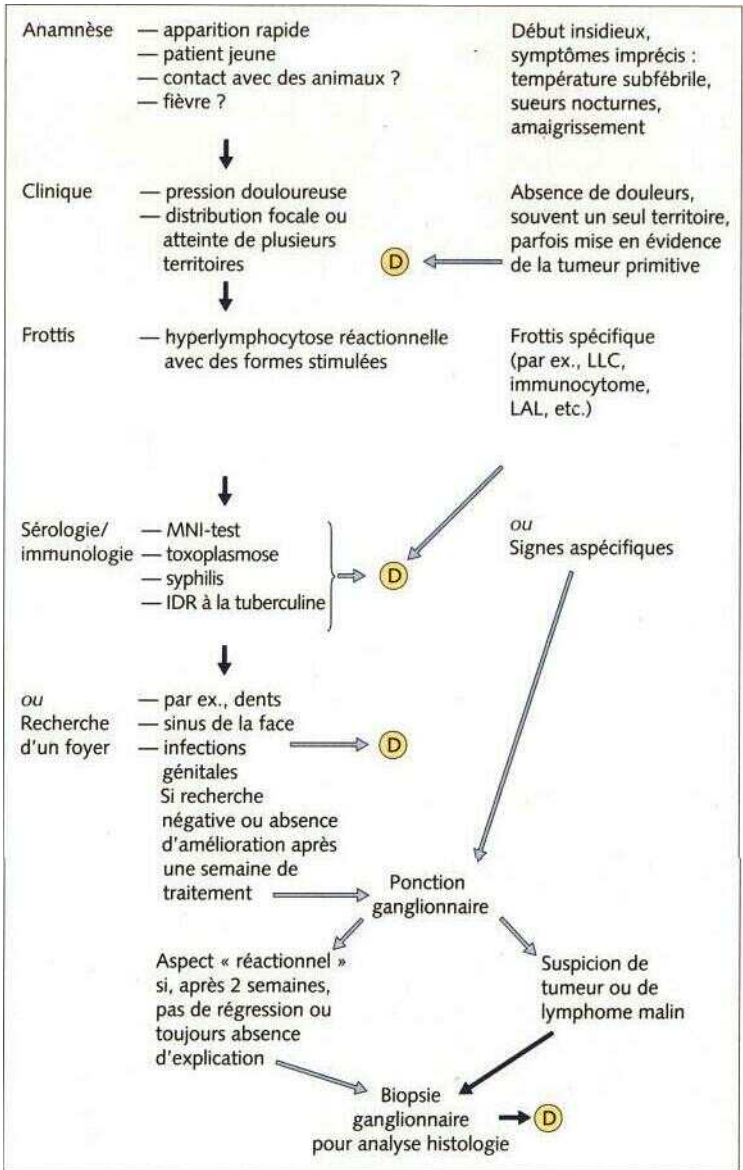 Anamnèse
— apparition rapide
— patient jeune
— contact avec des animaux ?
— fièvre ?
Début insidieux,
symptômes imprécis :
température subfébrile,
sueurs nocturnes,
amaigrissement
Clinique
— pression douloureuse
— distribution focale ou
atteinte de plusieurs
territoires
D
Absence de douleurs,
souvent un seul territoire,
parfois mise en évidence
de la tumeur primitive
Frottis
— hyperlymphocytose réactionnelle
avec des formes stimulées
Frottis spécifique
(par ex., LLC,
immunocytome,
LAL, etc.)
Sérologie/
immunologie
— MNI-test
— toxoplasmose
— syphilis
— IDR à la tuberculine
D
ou
Signes aspécifiques
ou
Recherche
d'un foyer
— par ex., dents
— sinus de la face
— infections
génitales
D
Si recherche
négative ou absence
d'amélioration après
une semaine de
traitement
Ponction
ganglionnaire
Aspect « réactionnel »
si, après 2 semaines,
pas de régression ou
toujours absence
d'explication
Suspicion de
tumeur ou de
lymphome malin
Biopsie
ganglionnaire
pour analyse histologie
D